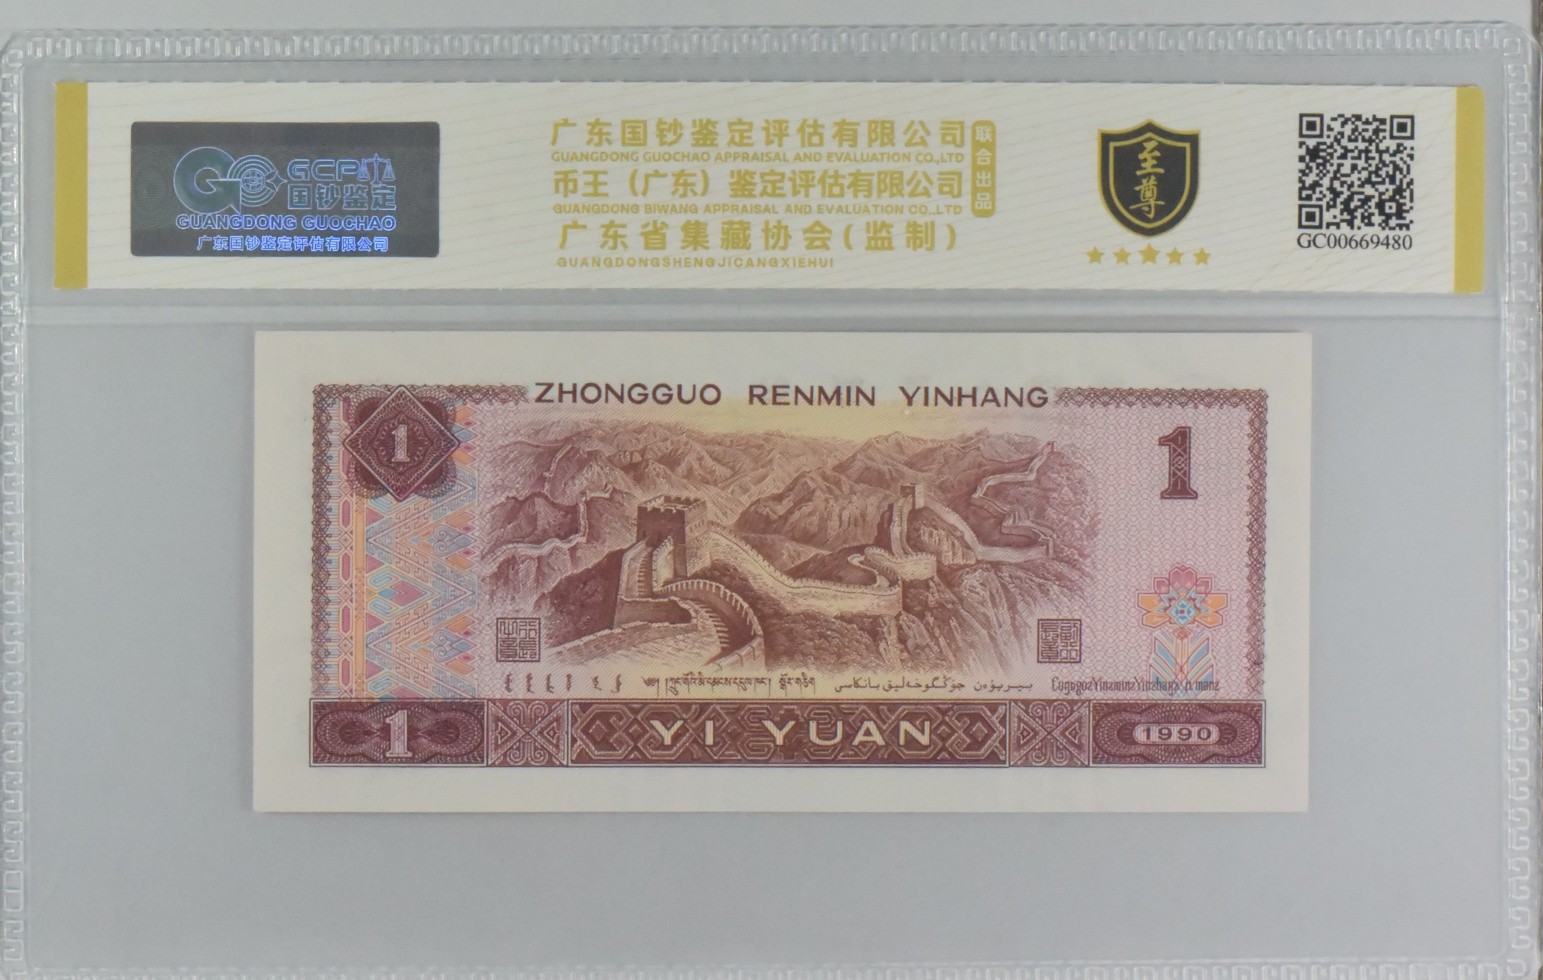 GCP
国钞鉴定
GUANGDONG GUOCHAO
广东国钞鉴定评估有限公司
广东国钞鉴定评估有限公司
GUANGDONG GUOCHAO APPRAISAL AND EVALUATION CO.,LTD
币王（广东）鉴定评估有限公司
GUANGDONG BIWANG APPRAISAL AND EVALUATION CO.,LTD
广东省集藏协会(监制)
GUANGDONGSHENGJICANGXIEHUI
联合出品
至尊
GC00669480
ZHONGGUO RENMIN YINHANG
1
1
1
YI YUAN
1990